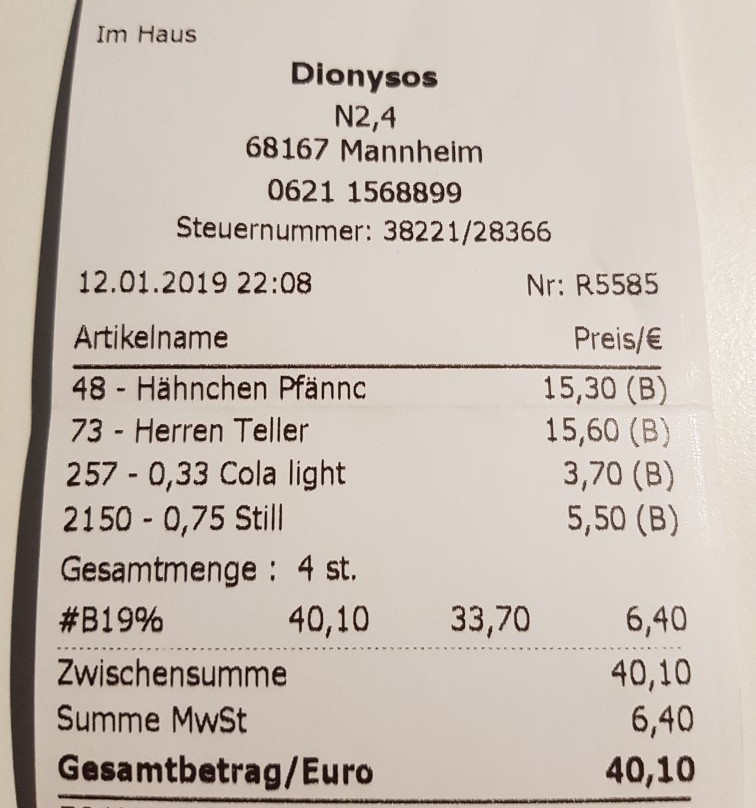 Im Haus
Dionysos
N2,4
68167 Mannheim
0621 1568899
Steuernummer: 38221/28366
12.01.2019 22:08 Nr: R5585
Artikelname Preis/€
48 - Hähnchen Pfännc 15,30 (B)
73 - Herren Teller 15,60 (B)
257 - 0,33 Cola light 3,70 (B)
2150 - 0,75 Still 5,50 (B)
Gesamtmenge : 4 st.
#B19% 40,10 33,70 6,40
Zwischensumme 40,10
Summe MwSt 6,40
Gesamtbetrag/Euro 40,10